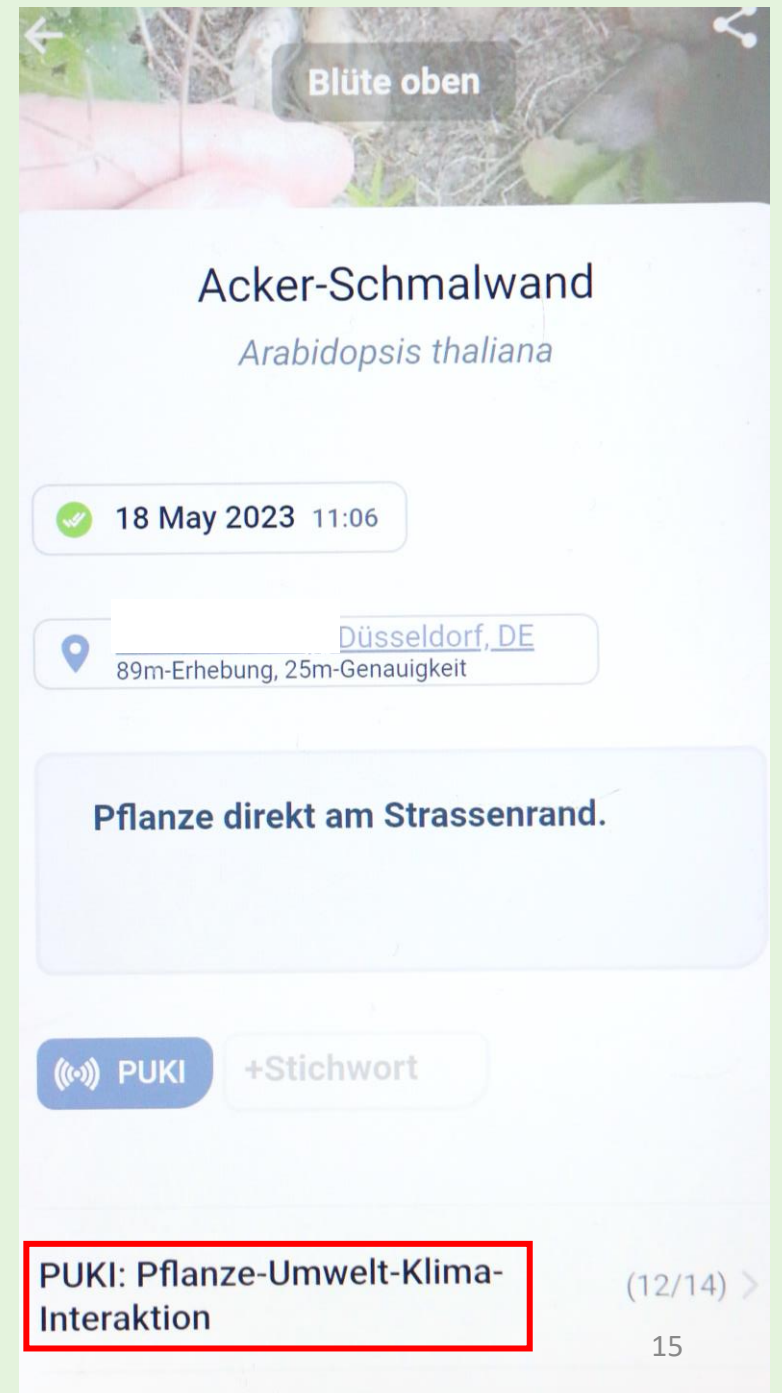 Blüte oben
Acker-Schmalwand
Arabidopsis thaliana
18 May 2023 11:06
Düsseldorf, DE
89m-Erhebung, 25m-Genauigkeit
Pflanze direkt am Strassenrand.
PUKI +Stichwort
PUKI: Pflanze-Umwelt-Klima-
Interaktion
(12/14)
15